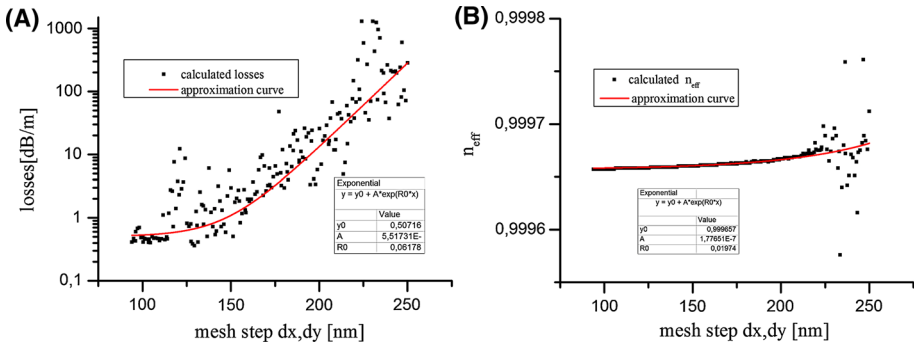 (A)
1000
100
10
1
0,1
losses[dB/m]
calculated losses
approximation curve
Exponential
y = y0 + A*exp(R0*x)
Value
y0 0,50716
A 5,51731E-
R0 0,06178
100 150 200 250
mesh step dx,dy [nm]
(B)
0,9998
0,9997
0,9996
neff
calculated neff
approximation curve
Exponential
y = y0 + A*exp(R0*x)
Value
y0 0,999657
A 1,77651E-7
R0 0,01974
100 150 200 250
mesh step dx,dy [nm]